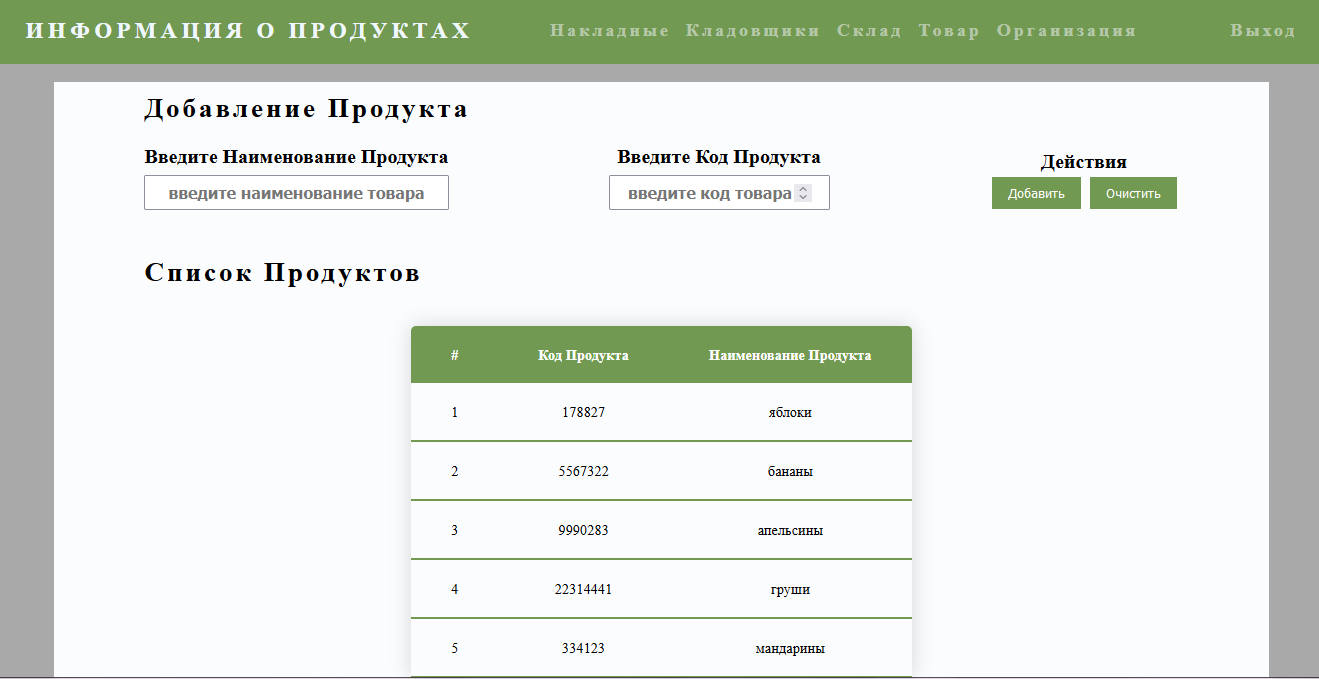 ИНФОРМАЦИЯ О ПРОДУКТАХ Накладные Кладовщики Склад Товар Организация Выход
Добавление Продукта
Введите Наименование Продукта Введите Код Продукта Действия
введите наименование товара введите код товара Добавить Очистить
Список Продуктов
# Код Продукта Наименование Продукта
1 178827 яблоки
2 5567322 бананы
3 9990283 апельсины
4 22314441 груши
5 334123 мандарины